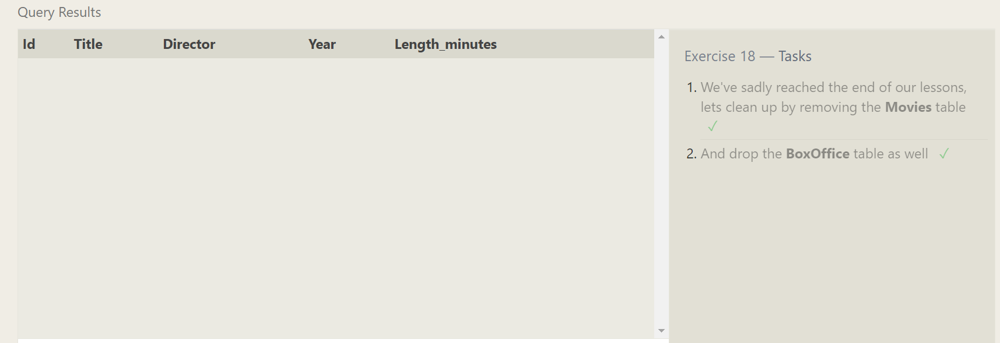 Query Results
Id Title Director Year Length_minutes
Exercise 18 — Tasks
1. We've sadly reached the end of our lessons,
lets clean up by removing the Movies table
✓
2. And drop the BoxOffice table as well ✓